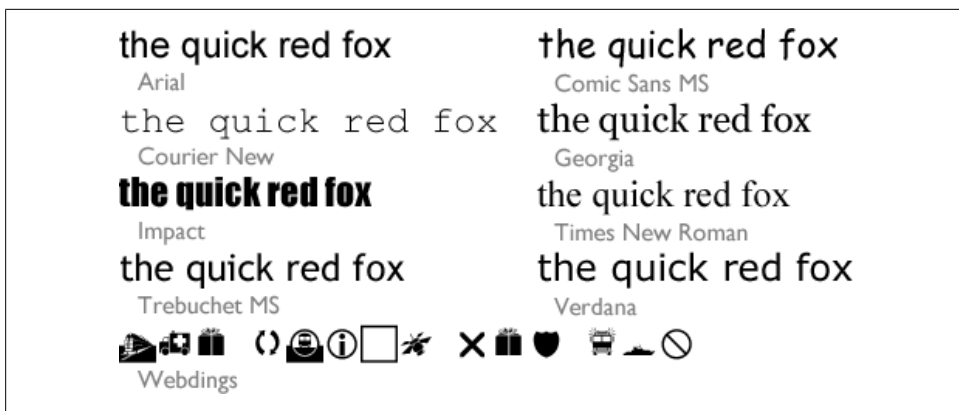 the quick red fox
Arial
the quick red fox
Comic Sans MS
the quick red fox
Courier New
the quick red fox
Georgia
the quick red fox
Impact
the quick red fox
Times New Roman
the quick red fox
Trebuchet MS
the quick red fox
Verdana
Webdings